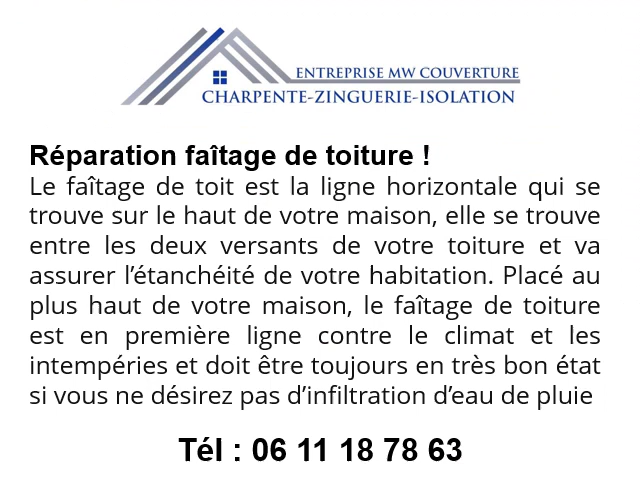 ENTREPRISE MW COUVERTURE
CHARPENTE-ZINGUERIE-ISOLATION
Réparation faîtage de toiture !
Le faîtage de toit est la ligne horizontale qui se
trouve sur le haut de votre maison, elle se trouve
entre les deux versants de votre toiture et va
assurer l’étanchéité de votre habitation. Placé au
plus haut de votre maison, le faîtage de toiture
est en première ligne contre le climat et les
intempéries et doit être toujours en très bon état
si vous ne désirez pas d’infiltration d’eau de pluie
Tél : 06 11 18 78 63